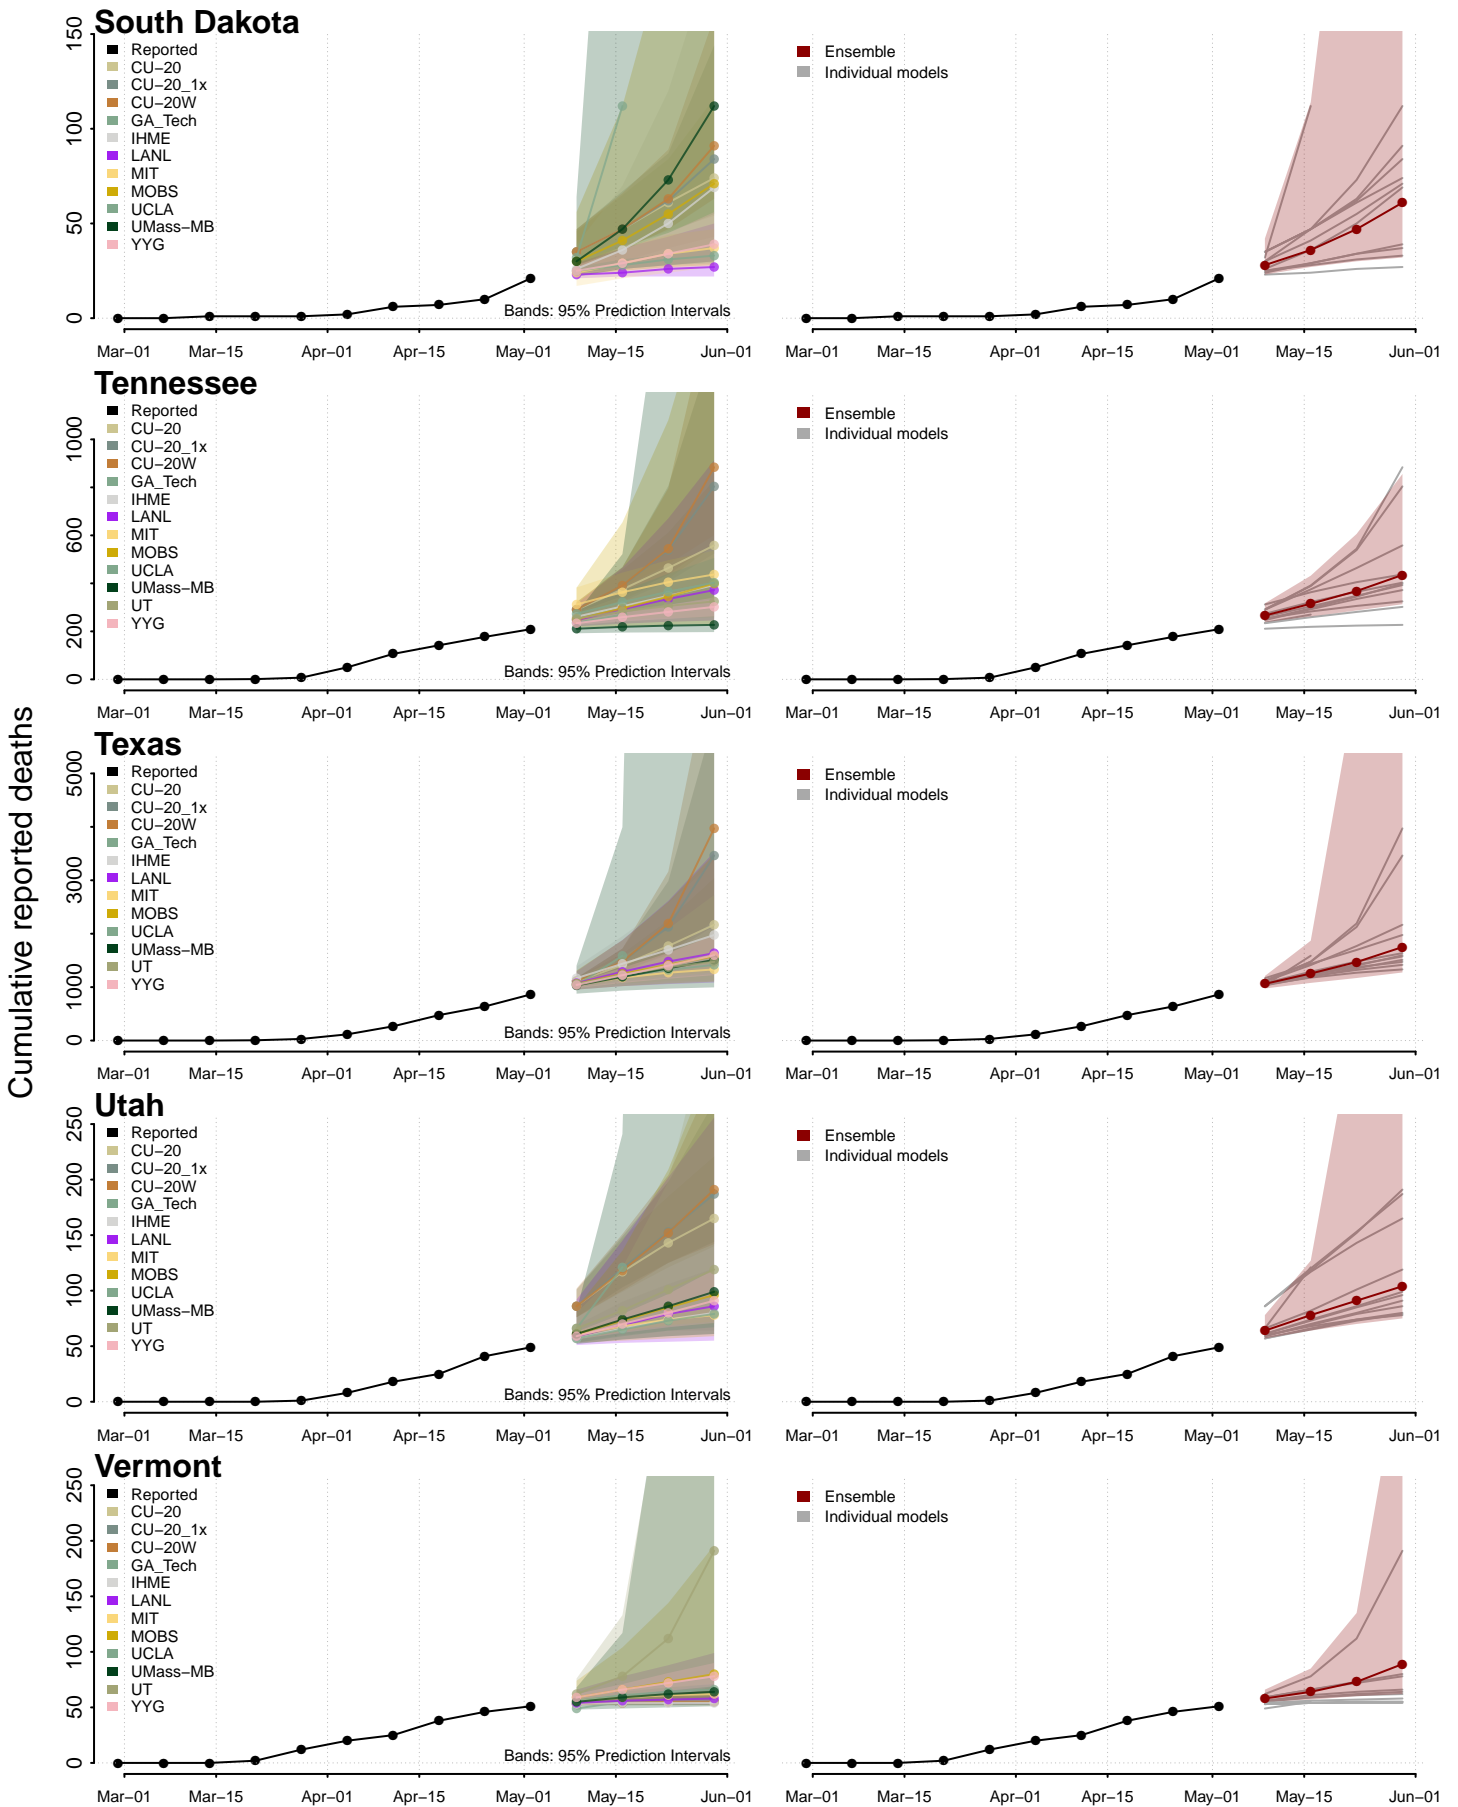 Cumulative reported deaths
South Dakota
150
100
50
0
Reported
CU−20
CU−20_1x
CU−20W
GA_Tech
IHME
LANL
MIT
MOBS
UCLA
UMass−MB
YYG
Bands: 95% Prediction Intervals
Mar−01 Mar−15 Apr−01 Apr−15 May−01 May−15 Jun−01
Ensemble
Individual models
Mar−01 Mar−15 Apr−01 Apr−15 May−01 May−15 Jun−01
Tennessee
1000
600
200
0
Reported
CU−20
CU−20_1x
CU−20W
GA_Tech
IHME
LANL
MIT
MOBS
UCLA
UMass−MB
UT
YYG
Bands: 95% Prediction Intervals
Mar−01 Mar−15 Apr−01 Apr−15 May−01 May−15 Jun−01
Ensemble
Individual models
Mar−01 Mar−15 Apr−01 Apr−15 May−01 May−15 Jun−01
Texas
5000
3000
1000
0
Reported
CU−20
CU−20_1x
CU−20W
GA_Tech
IHME
LANL
MIT
MOBS
UCLA
UMass−MB
UT
YYG
Bands: 95% Prediction Intervals
Mar−01 Mar−15 Apr−01 Apr−15 May−01 May−15 Jun−01
Ensemble
Individual models
Mar−01 Mar−15 Apr−01 Apr−15 May−01 May−15 Jun−01
Utah
250
200
150
100
50
0
Reported
CU−20
CU−20_1x
CU−20W
GA_Tech
IHME
LANL
MIT
MOBS
UCLA
UMass−MB
UT
YYG
Bands: 95% Prediction Intervals
Mar−01 Mar−15 Apr−01 Apr−15 May−01 May−15 Jun−01
Ensemble
Individual models
Mar−01 Mar−15 Apr−01 Apr−15 May−01 May−15 Jun−01
Vermont
250
200
150
100
50
0
Reported
CU−20
CU−20_1x
CU−20W
GA_Tech
IHME
LANL
MIT
MOBS
UCLA
UMass−MB
UT
YYG
Bands: 95% Prediction Intervals
Mar−01 Mar−15 Apr−01 Apr−15 May−01 May−15 Jun−01
Ensemble
Individual models
Mar−01 Mar−15 Apr−01 Apr−15 May−01 May−15 Jun−01